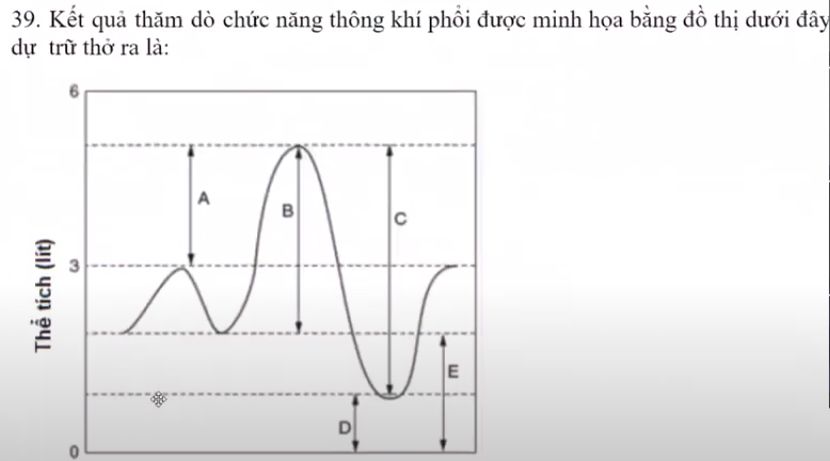 39. Kết quả thăm dò chức năng thông khí phổi được minh họa bằng đồ thị dưới đây
dự trữ thở ra là:
6
A
B
C
3
Thể tích (lít)
E
D
0